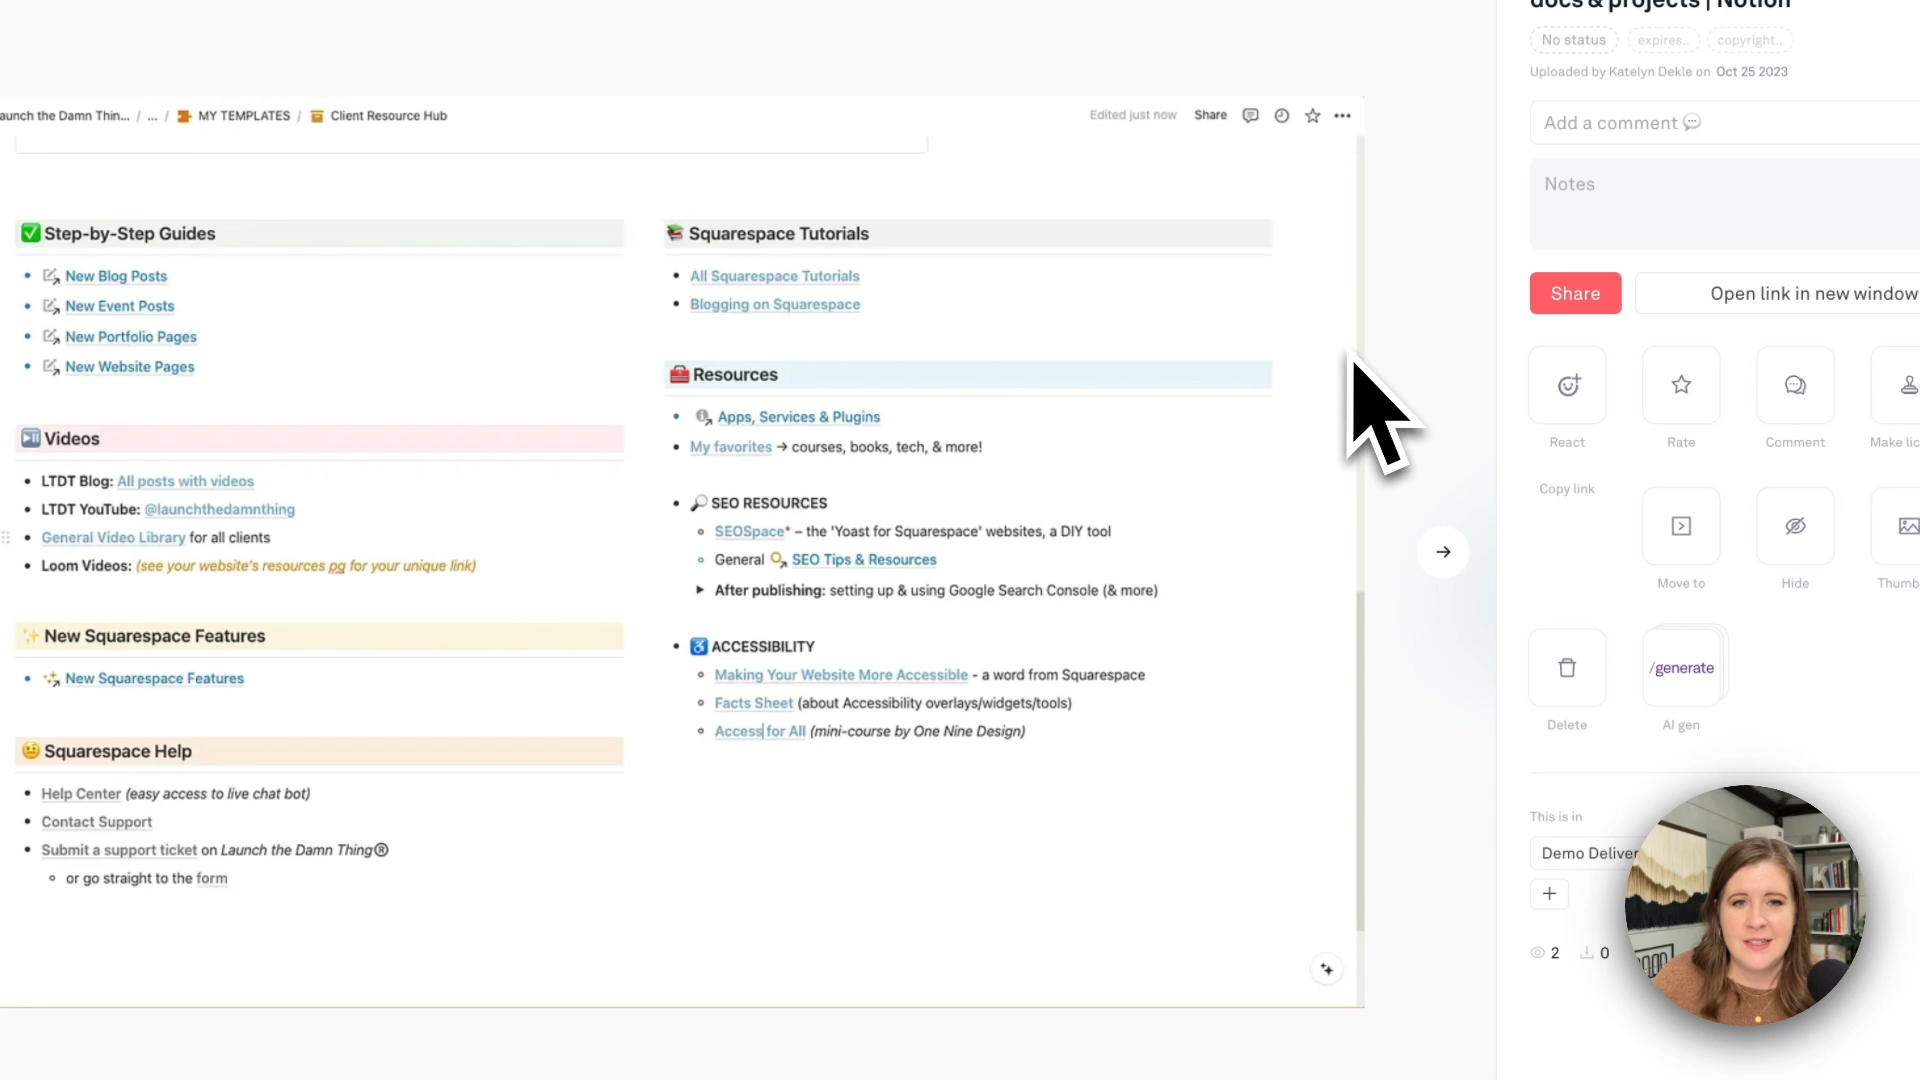 docs & projects | Notion
No status
expires..
copyright..
Uploaded by Katelyn Dekle on Oct 25 2023
aunch the Damn Thin... / ... / MY TEMPLATES / Client Resource Hub
Edited just now
Share
Add a comment
Notes
Step-by-Step Guides
New Blog Posts
New Event Posts
New Portfolio Pages
New Website Pages
Videos
LTDT Blog: All posts with videos
LTDT YouTube: @launchthedamnthing
General Video Library for all clients
Loom Videos: (see your website's resources pg for your unique link)
New Squarespace Features
New Squarespace Features
Squarespace Help
Help Center (easy access to live chat bot)
Contact Support
Submit a support ticket on Launch the Damn Thing®
or go straight to the form
Squarespace Tutorials
All Squarespace Tutorials
Blogging on Squarespace
Resources
Apps, Services & Plugins
My favorites → courses, books, tech, & more!
SEO RESOURCES
SEOSpace* – the 'Yoast for Squarespace' websites, a DIY tool
General SEO Tips & Resources
After publishing: setting up & using Google Search Console (& more)
ACCESSIBILITY
Making Your Website More Accessible - a word from Squarespace
Facts Sheet (about Accessibility overlays/widgets/tools)
Access for All (mini-course by One Nine Design)
Share
Open link in new window
React
Rate
Comment
Make lic
Copy link
Move to
Hide
Thumb
Delete
/generate
AI gen
This is in
Demo Deliver
2
0
K